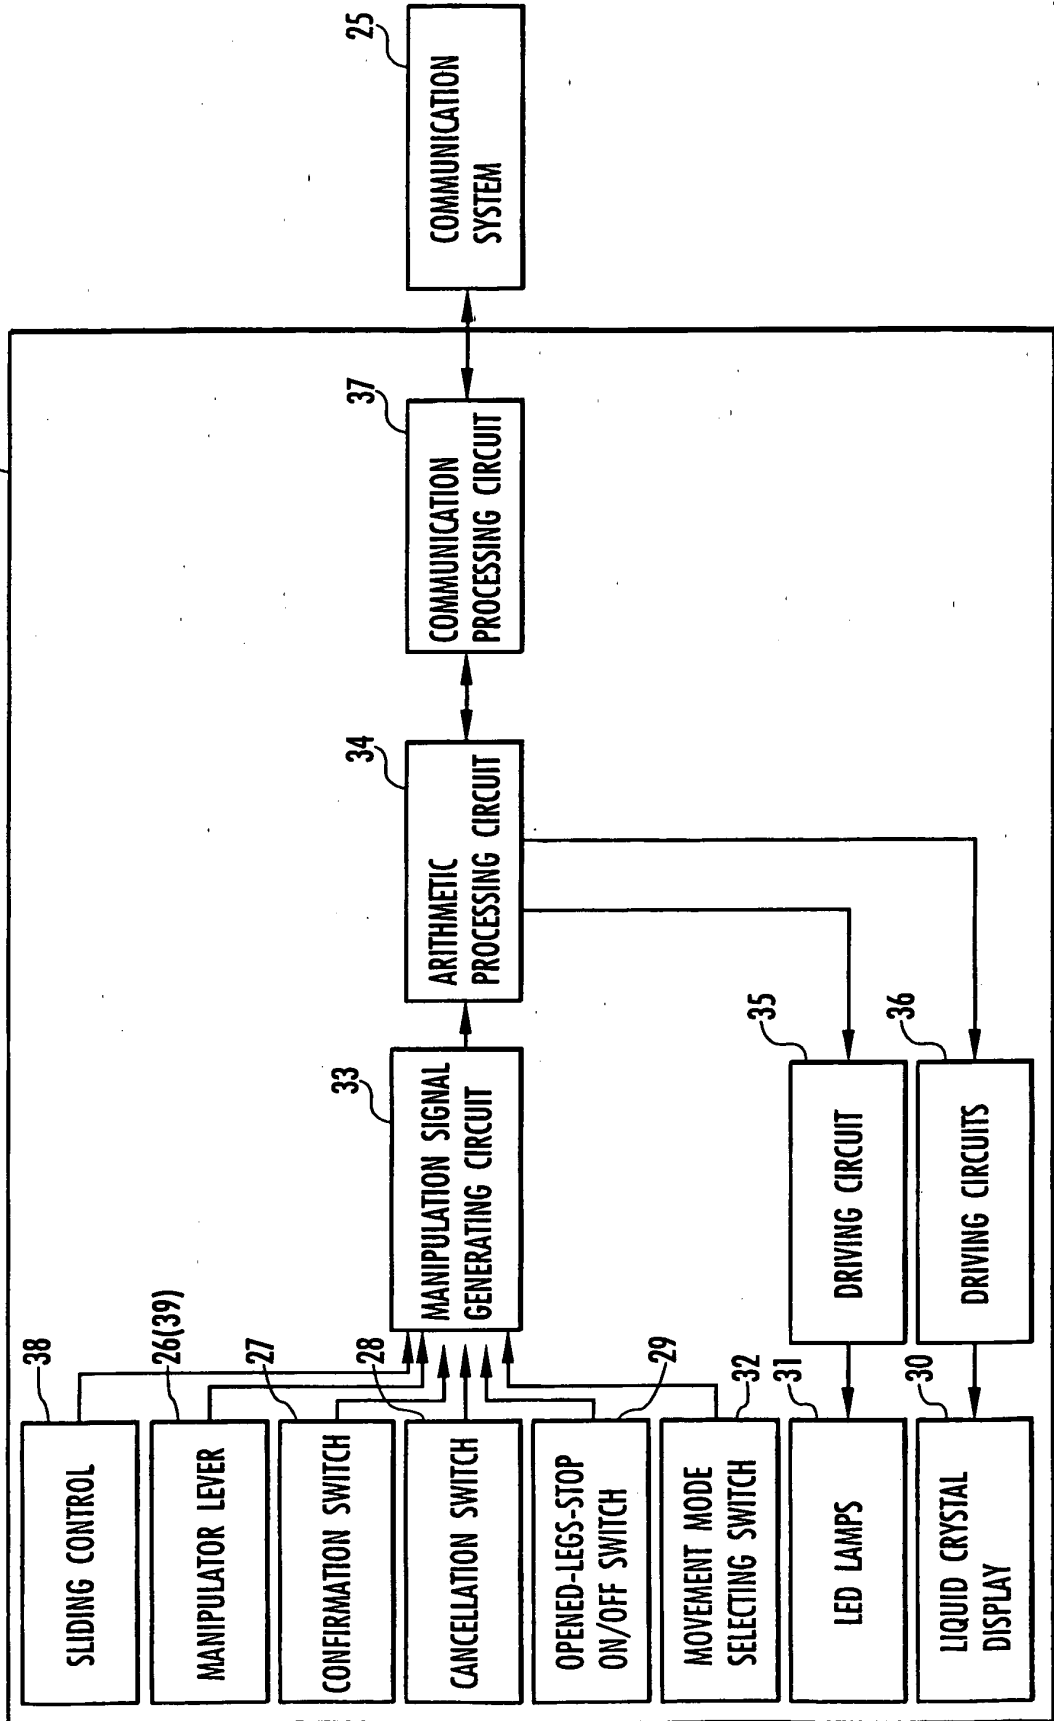 38
SLIDING CONTROL
26(39)
MANIPULATOR LEVER
27
CONFIRMATION SWITCH
28
CANCELLATION SWITCH
29
OPENED-LEGS-STOP
ON/OFF SWITCH
32
MOVEMENT MODE
SELECTING SWITCH
31
LED LAMPS
30
LIQUID CRYSTAL
DISPLAY
33
MANIPULATION SIGNAL
GENERATING CIRCUIT
35
DRIVING CIRCUIT
36
DRIVING CIRCUITS
34
ARITHMETIC
PROCESSING CIRCUIT
37
COMMUNICATION
PROCESSING CIRCUIT
25
COMMUNICATION
SYSTEM